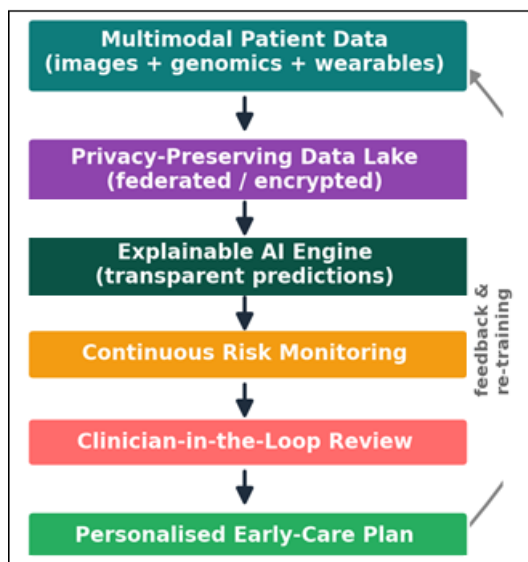 Multimodal Patient Data
(images + genomics + wearables)
Privacy-Preserving Data Lake
(federated / encrypted)
Explainable AI Engine
(transparent predictions)
Continuous Risk Monitoring
Clinician-in-the-Loop Review
Personalised Early-Care Plan
feedback &
re-training